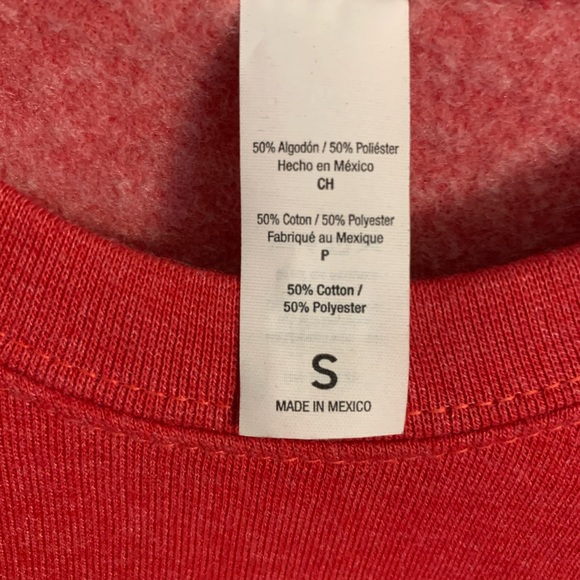 50% Algodón / 50% Poliéster
Hecho en México
CH
50% Coton / 50% Polyester
Fabriqué au Mexique
P
50% Cotton /
50% Polyester
S
MADE IN MEXICO